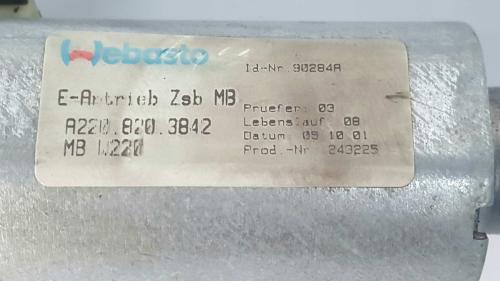 Webasto
Id-Nr. 90284A
E-Antrieb Zsb MB
A220.820.3842
MB W220
Pruefer: 03
Lebenslauf: 08
Datum: 09 10.01
Prod.-Nr. 243225